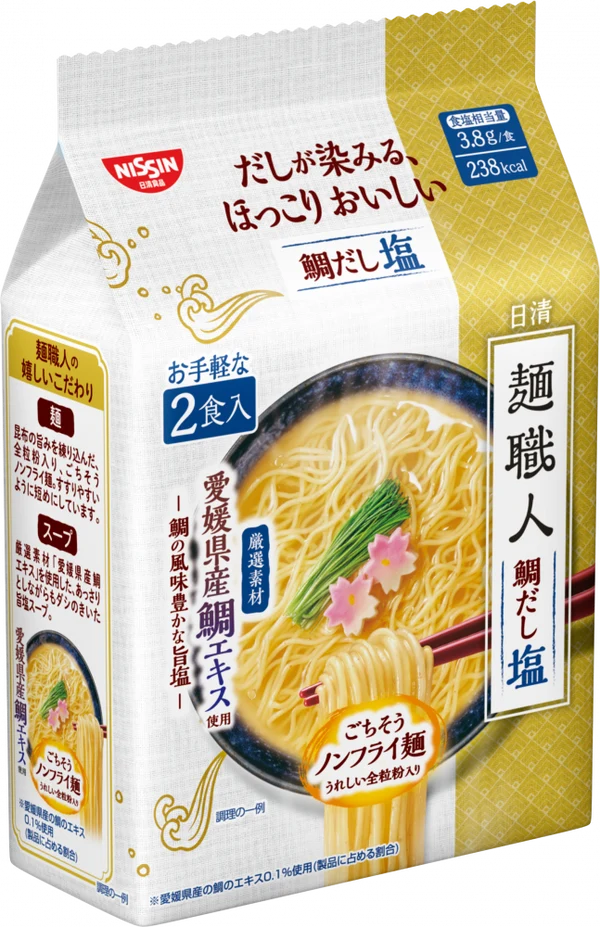 NISSIN
日清食品
だしが染みる、
ほっこりおいしい
鯛だし 塩
食塩相当量
3.8g/食
238kcal
お手軽な
2食入
日清
麺職人
鯛だし
塩
厳選素材
愛媛県産鯛エキス使用
―鯛の風味豊かな旨塩―
ごちそう
ノンフライ麺
うれしい全粒粉入り
調理の一例
※愛媛県産の鯛のエキス0.1%使用(製品に占める割合)
麺職人の
嬉しいこだわり
麺
昆布の旨みを練り込んだ、
全粒粉入り、ごちそう
ノンフライ麺。すすりやすい
ように短めにしています。
スープ
厳選素材「愛媛県産鯛
エキス」を使用した、あっさり
としながらもダシのきいた
旨塩スープ。
愛媛県産鯛エキス使用
ごちそう
ノンフライ麺
うれしい全粒粉入り
※愛媛県産の鯛のエキス
0.1%使用
(製品に占める割合)
調理の一例